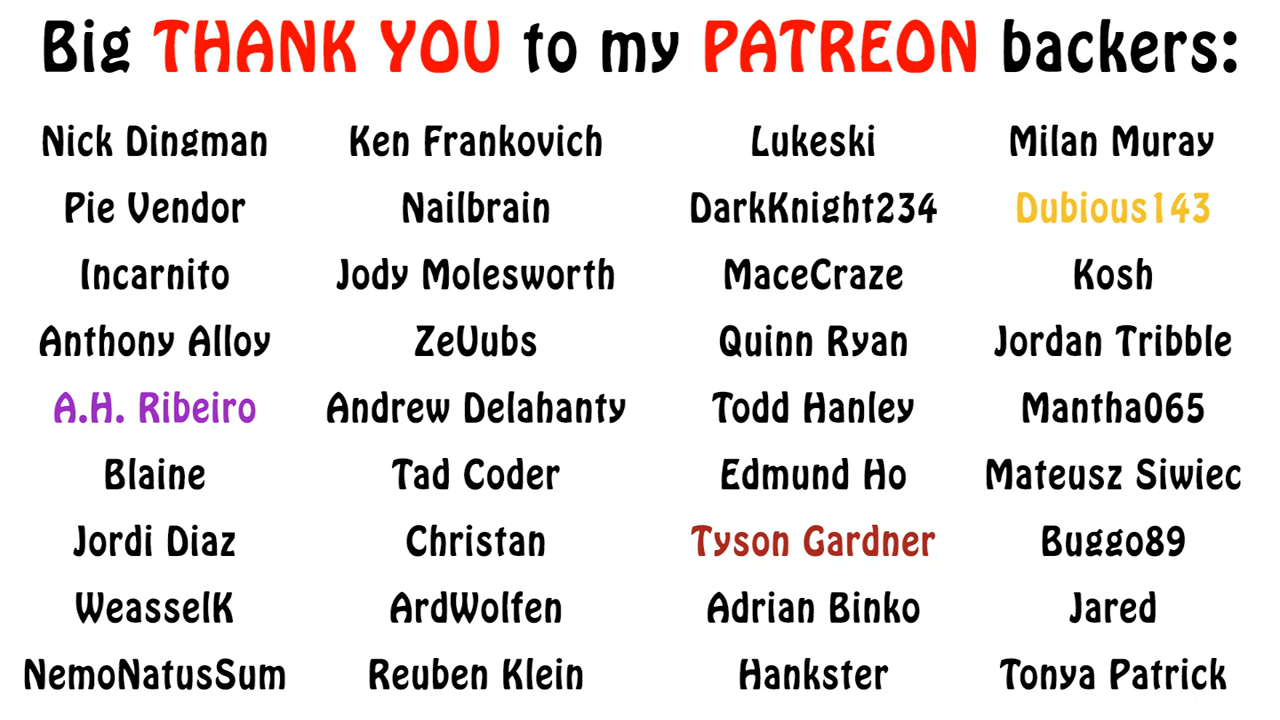 Big THANK YOU to my PATREON backers:
Nick Dingman Ken Frankovich Lukeski Milan Muray
Pie Vendor Nailbrain DarkKnight234 Dubious143
Incarnito Jody Molesworth MaceCraze Kosh
Anthony Alloy ZeVubs Quinn Ryan Jordan Tribble
A.H. Ribeiro Andrew Delahanty Todd Hanley Mantha065
Blaine Tad Coder Edmund Ho Mateusz Siwiec
Jordi Diaz Christan Tyson Gardner Buggo89
WeasselK ArdWolfen Adrian Binko Jared
NemoNatusSum Reuben Klein Hankster Tonya Patrick